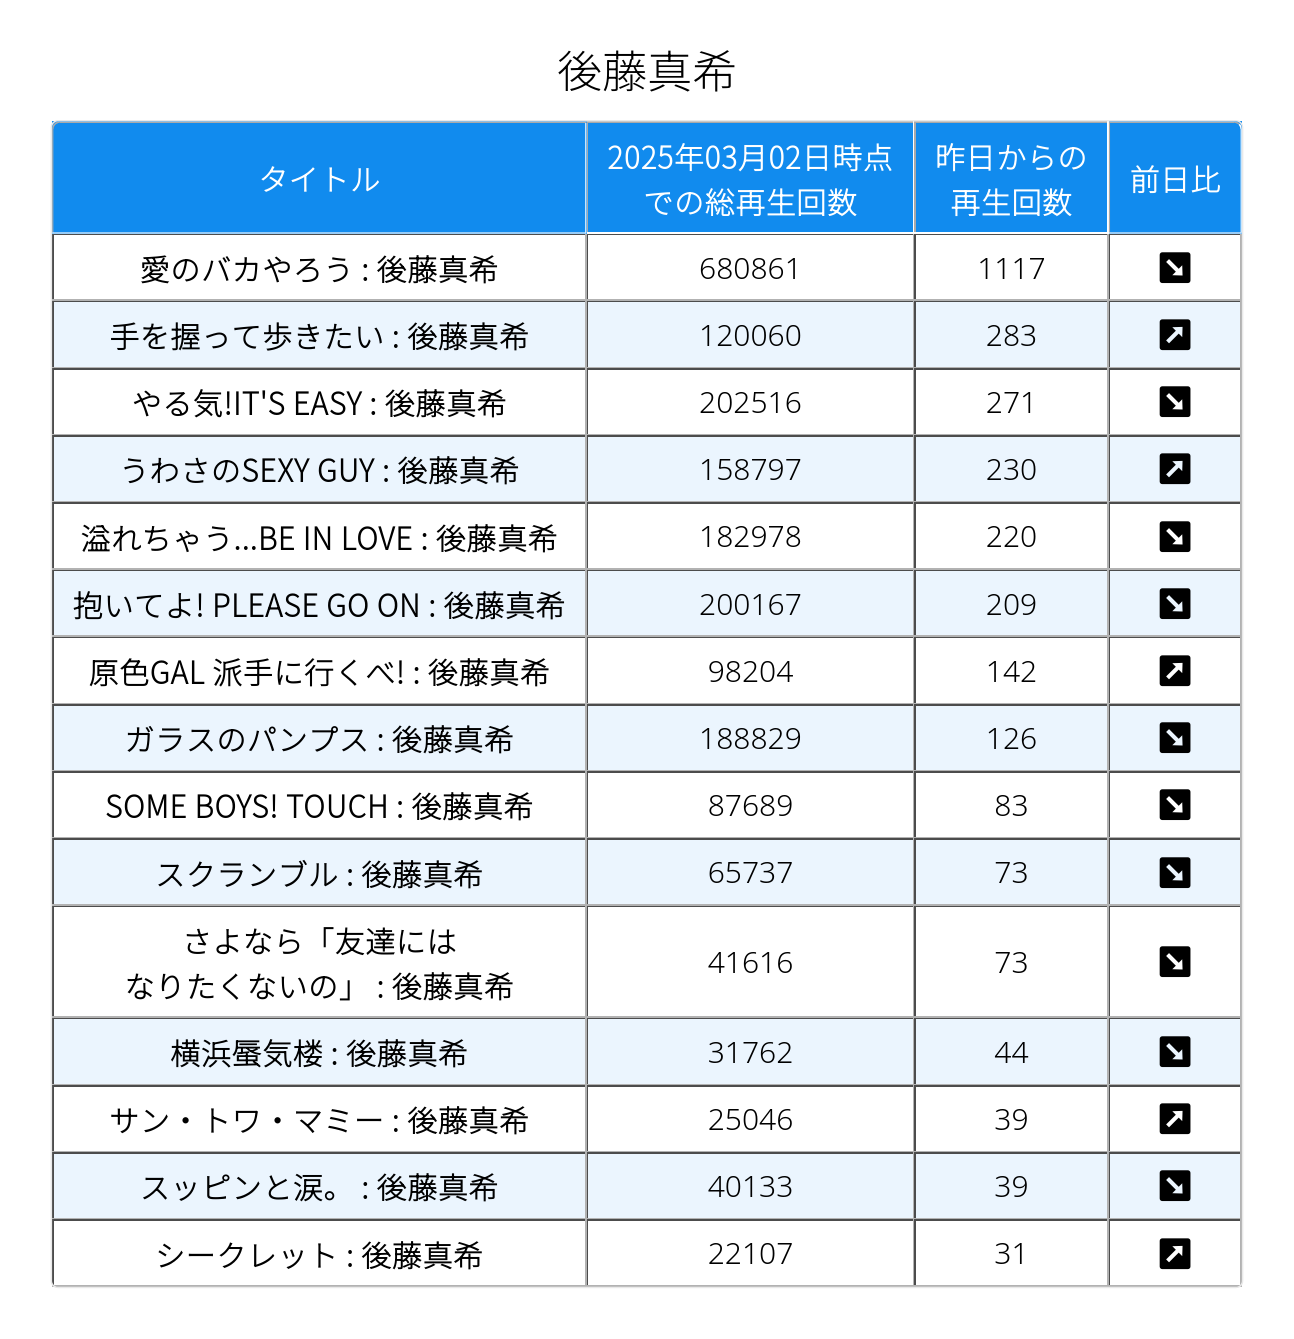 後藤真希
タイトル
2025年03月02日時点
での総再生回数
昨日からの
再生回数
前日比
愛のバカやろう : 後藤真希 680861 1117
手を握って歩きたい : 後藤真希 120060 283
やる気!IT'S EASY : 後藤真希 202516 271
うわさのSEXY GUY : 後藤真希 158797 230
溢れちゃう...BE IN LOVE : 後藤真希 182978 220
抱いてよ! PLEASE GO ON : 後藤真希 200167 209
原色GAL 派手に行くべ! : 後藤真希 98204 142
ガラスのパンプス : 後藤真希 188829 126
SOME BOYS! TOUCH : 後藤真希 87689 83
スクランブル : 後藤真希 65737 73
さよなら「友達には
なりたくないの」 : 後藤真希 41616 73
横浜蜃気楼 : 後藤真希 31762 44
サン・トワ・マミー : 後藤真希 25046 39
スッピンと涙。 : 後藤真希 40133 39
シークレット : 後藤真希 22107 31